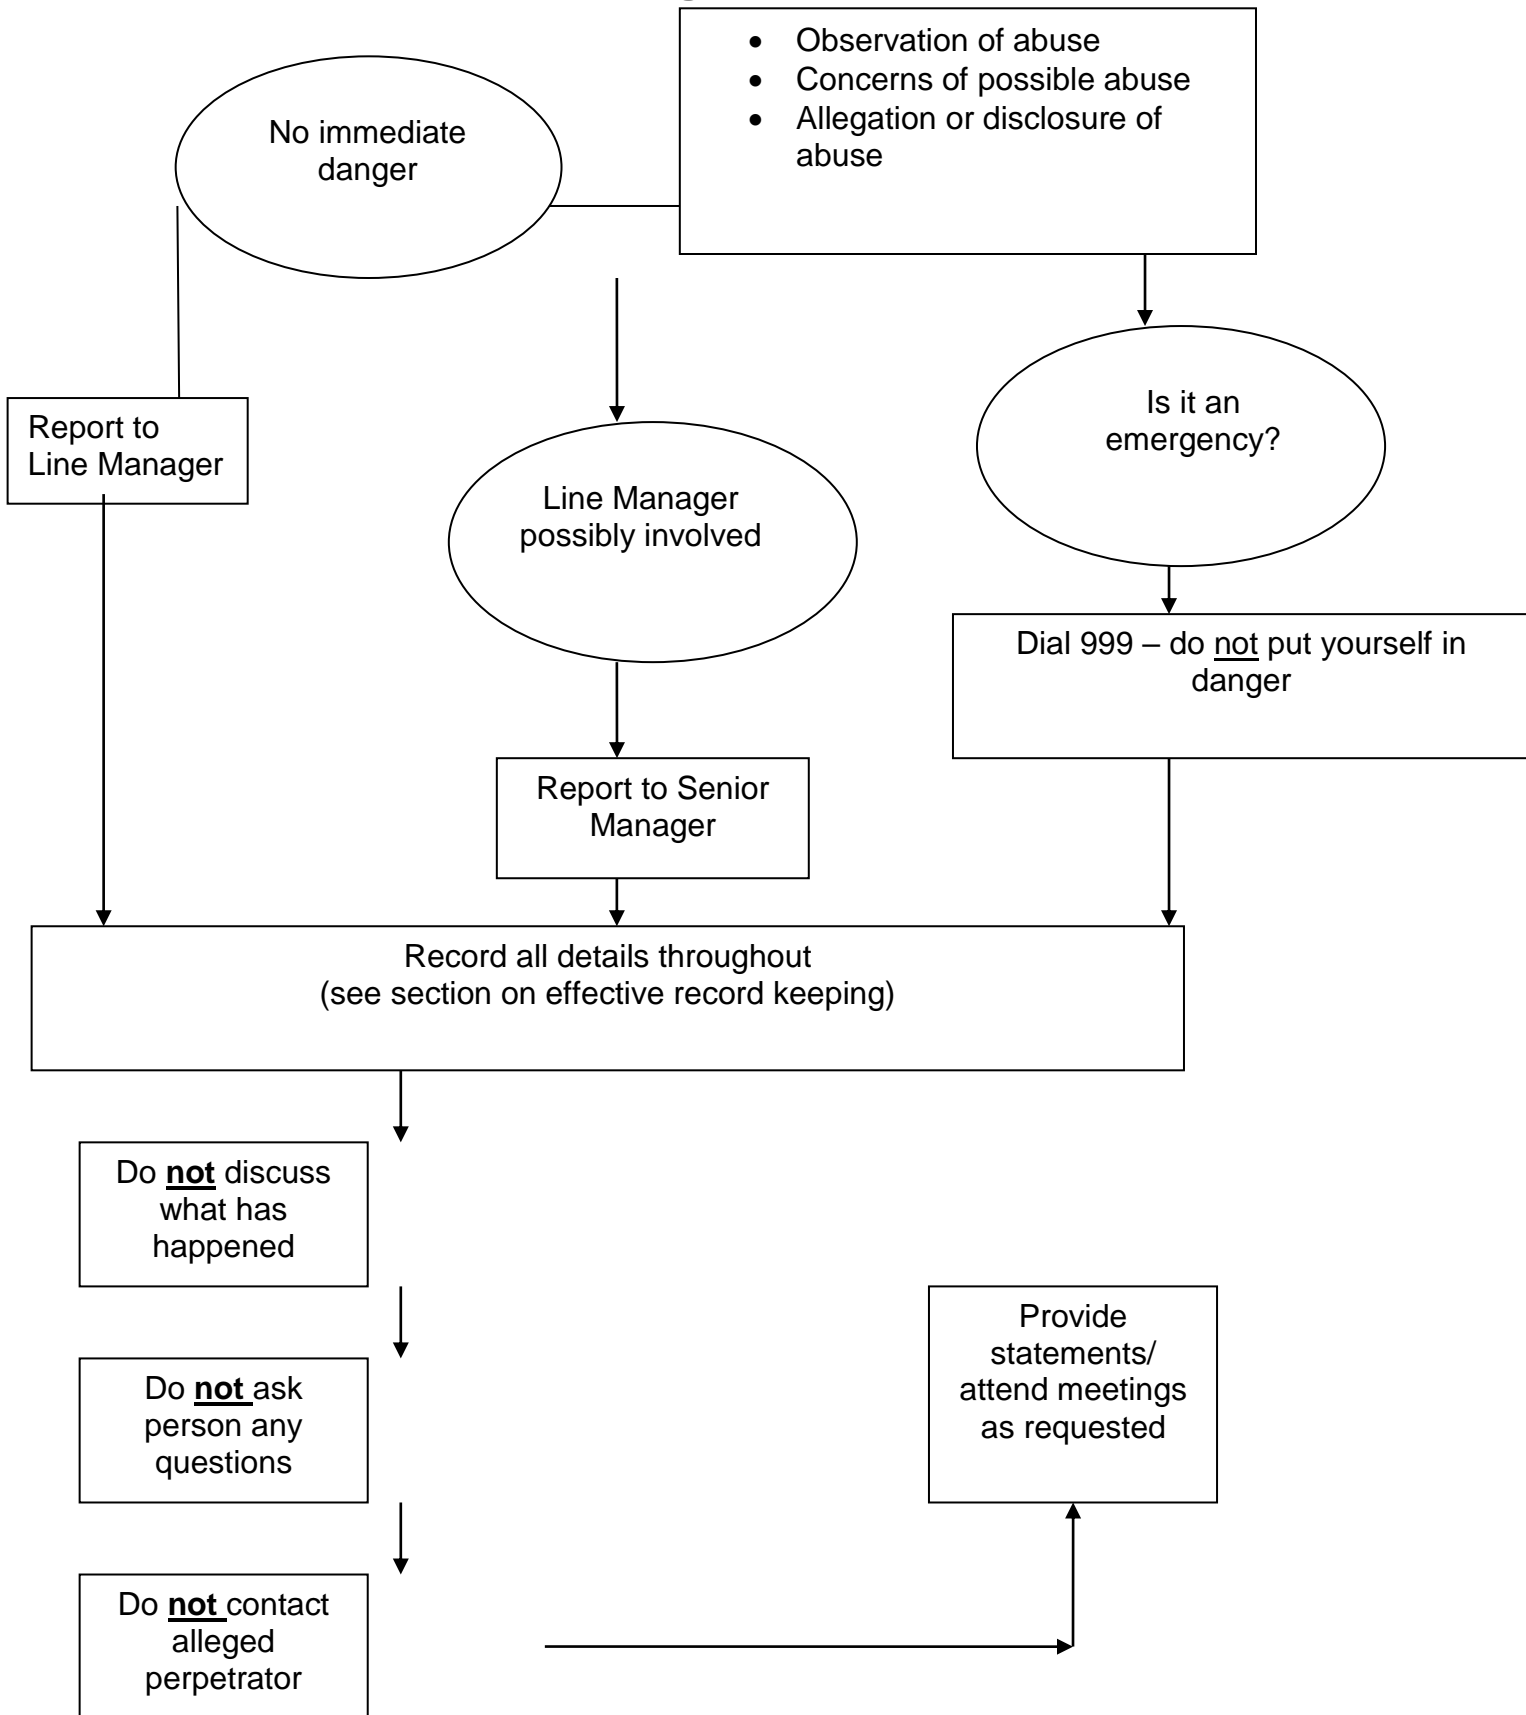 • Observation of abuse
• Concerns of possible abuse
• Allegation or disclosure of
abuse
No immediate
danger
Is it an
emergency?
Report to
Line Manager
Line Manager
possibly involved
Dial 999 – do not put yourself in
danger
Report to Senior
Manager
Record all details throughout
(see section on effective record keeping)
Do not discuss
what has
happened
Do not ask
person any
questions
Provide
statements/
attend meetings
as requested
Do not contact
alleged
perpetrator